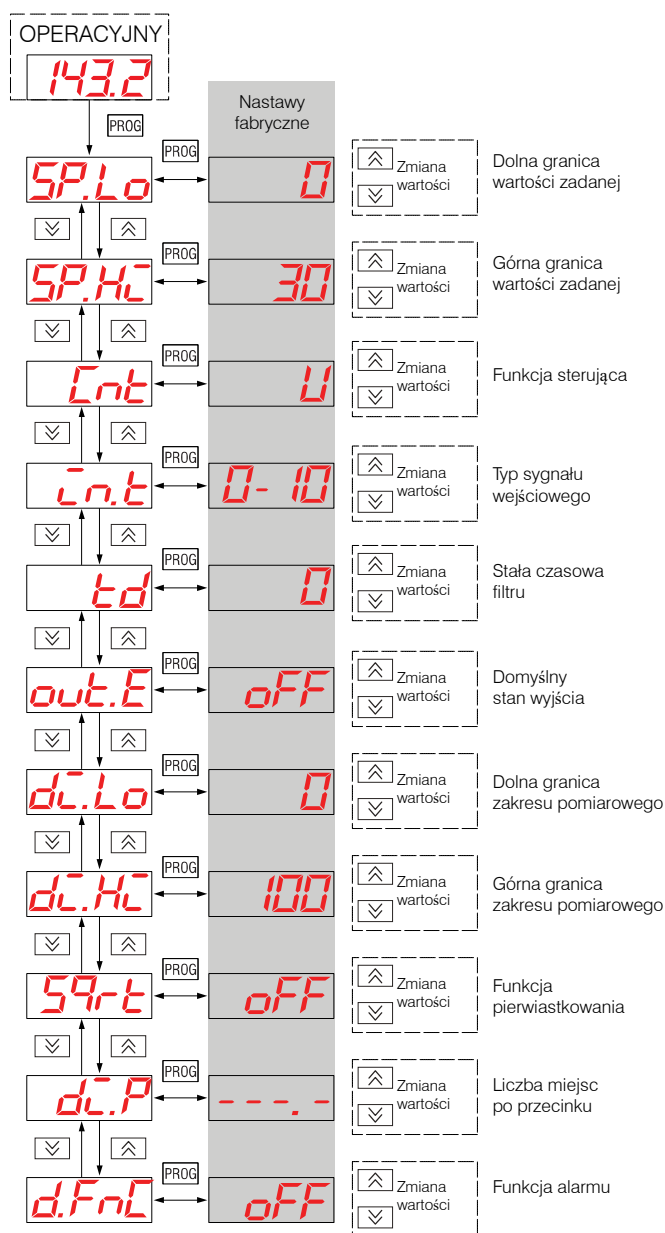 OPERACYJNY
143.2
PROG
Nastawy
fabryczne
SP.Lo
PROG
0
Zmiana
wartości
Dolna granica
wartości zadanej
SP.Hi
PROG
30
Zmiana
wartości
Górna granica
wartości zadanej
Cnt
PROG
U
Zmiana
wartości
Funkcja sterująca
in.t
PROG
0-10
Zmiana
wartości
Typ sygnału
wejściowego
td
PROG
0
Zmiana
wartości
Stała czasowa
filtru
out.E
PROG
oFF
Zmiana
wartości
Domyślny
stan wyjścia
di.Lo
PROG
0
Zmiana
wartości
Dolna granica
zakresu pomiarowego
di.Hi
PROG
100
Zmiana
wartości
Górna granica
zakresu pomiarowego
Sqrt
PROG
oFF
Zmiana
wartości
Funkcja
pierwiastkowania
di.P
PROG
---.-
Zmiana
wartości
Liczba miejsc
po przecinku
d.FnC
PROG
oFF
Zmiana
wartości
Funkcja alarmu